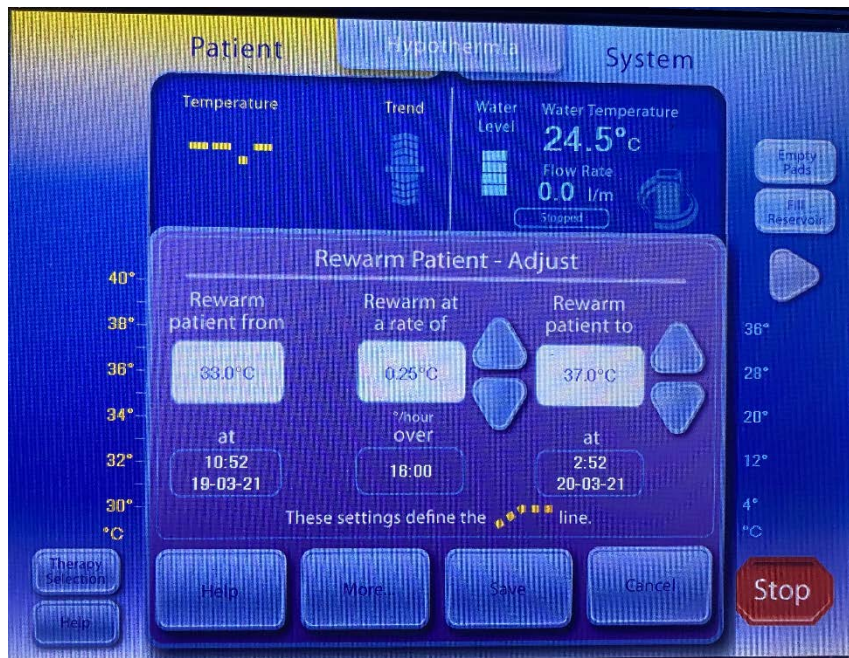 Patient
Hypothermia
System
Temperature
--.-
Trend
Water
Level
Water Temperature
24.5°c
Flow Rate
0.0 l/m
Stopped
Empty
Pads
Fill
Reservoir
Rewarm Patient - Adjust
Rewarm
patient from
33.0°C
at
10:52
19-03-21
Rewarm at
a rate of
0.25°C
°/hour
over
16:00
Rewarm
patient to
37.0°C
at
2:52
20-03-21
These settings define the line.
40°
38°
36°
34°
32°
30°
°C
36°
28°
20°
12°
4°
°C
Therapy
Selection
Help
Help
More...
Save
Cancel
Stop